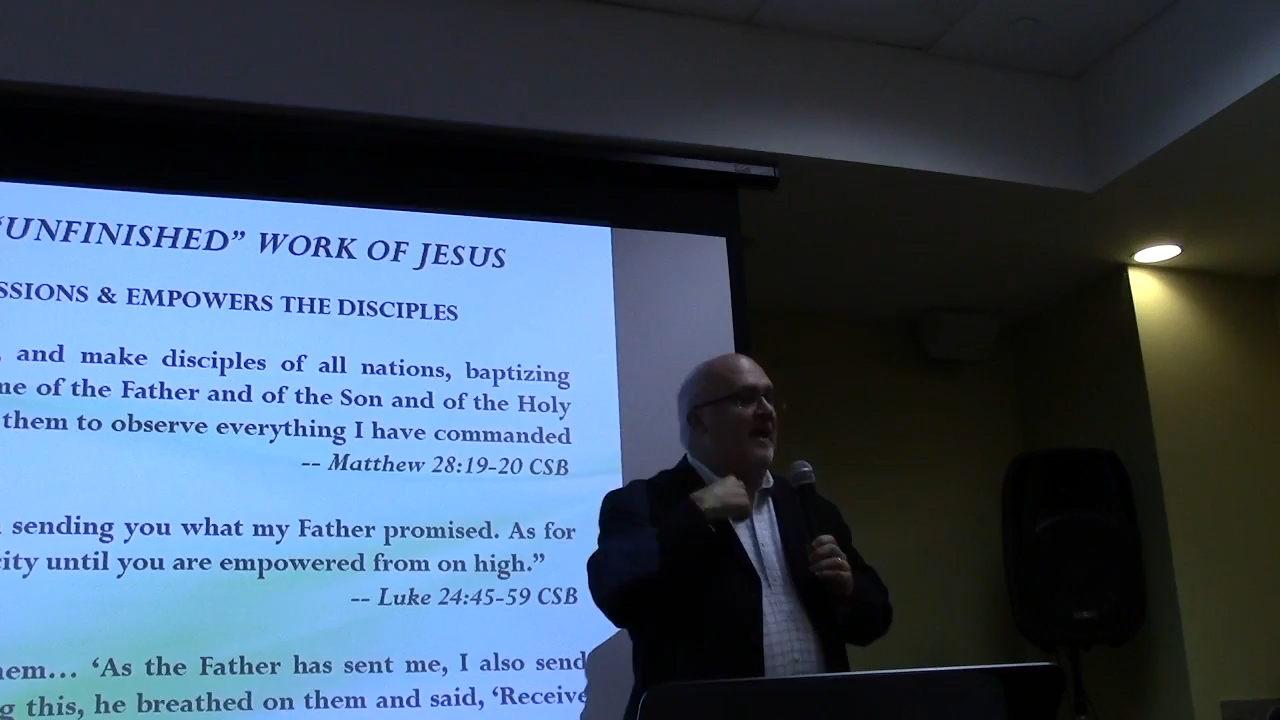 “UNFINISHED” WORK OF JESUS
SSIONS & EMPOWERS THE DISCIPLES
, and make disciples of all nations, baptizing
ne of the Father and of the Son and of the Holy
them to observe everything I have commanded
-- Matthew 28:19-20 CSB
sending you what my Father promised. As for
city until you are empowered from on high.”
-- Luke 24:45-59 CSB
hem… ‘As the Father has sent me, I also send
g this, he breathed on them and said, ‘Receive